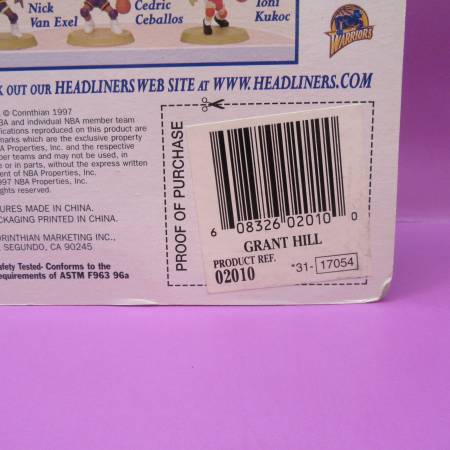 Nick
Van Exel
Cedric
Ceballos
Toni
Kukoc
WARRIORS
K OUT OUR HEADLINERS WEB SITE AT WWW.HEADLINERS.COM
© Corinthian 1997
BA and individual NBA member team
ifications reproduced on this product are
marks which are the exclusive property
A Properties, Inc. and the respective
ber teams and may not be used, in
e or in parts, without the express written
ent of NBA Properties, Inc.
997 NBA Properties, Inc.
ghts reserved.
URES MADE IN CHINA.
CKAGING PRINTED IN CHINA.
ORINTHIAN MARKETING INC.,
SEGUNDO, CA 90245
afety Tested- Conforms to the
equirements of ASTM F963 96a
PROOF OF PURCHASE
6 08326 02010 0
GRANT HILL
PRODUCT REF.
02010
*31- 17054